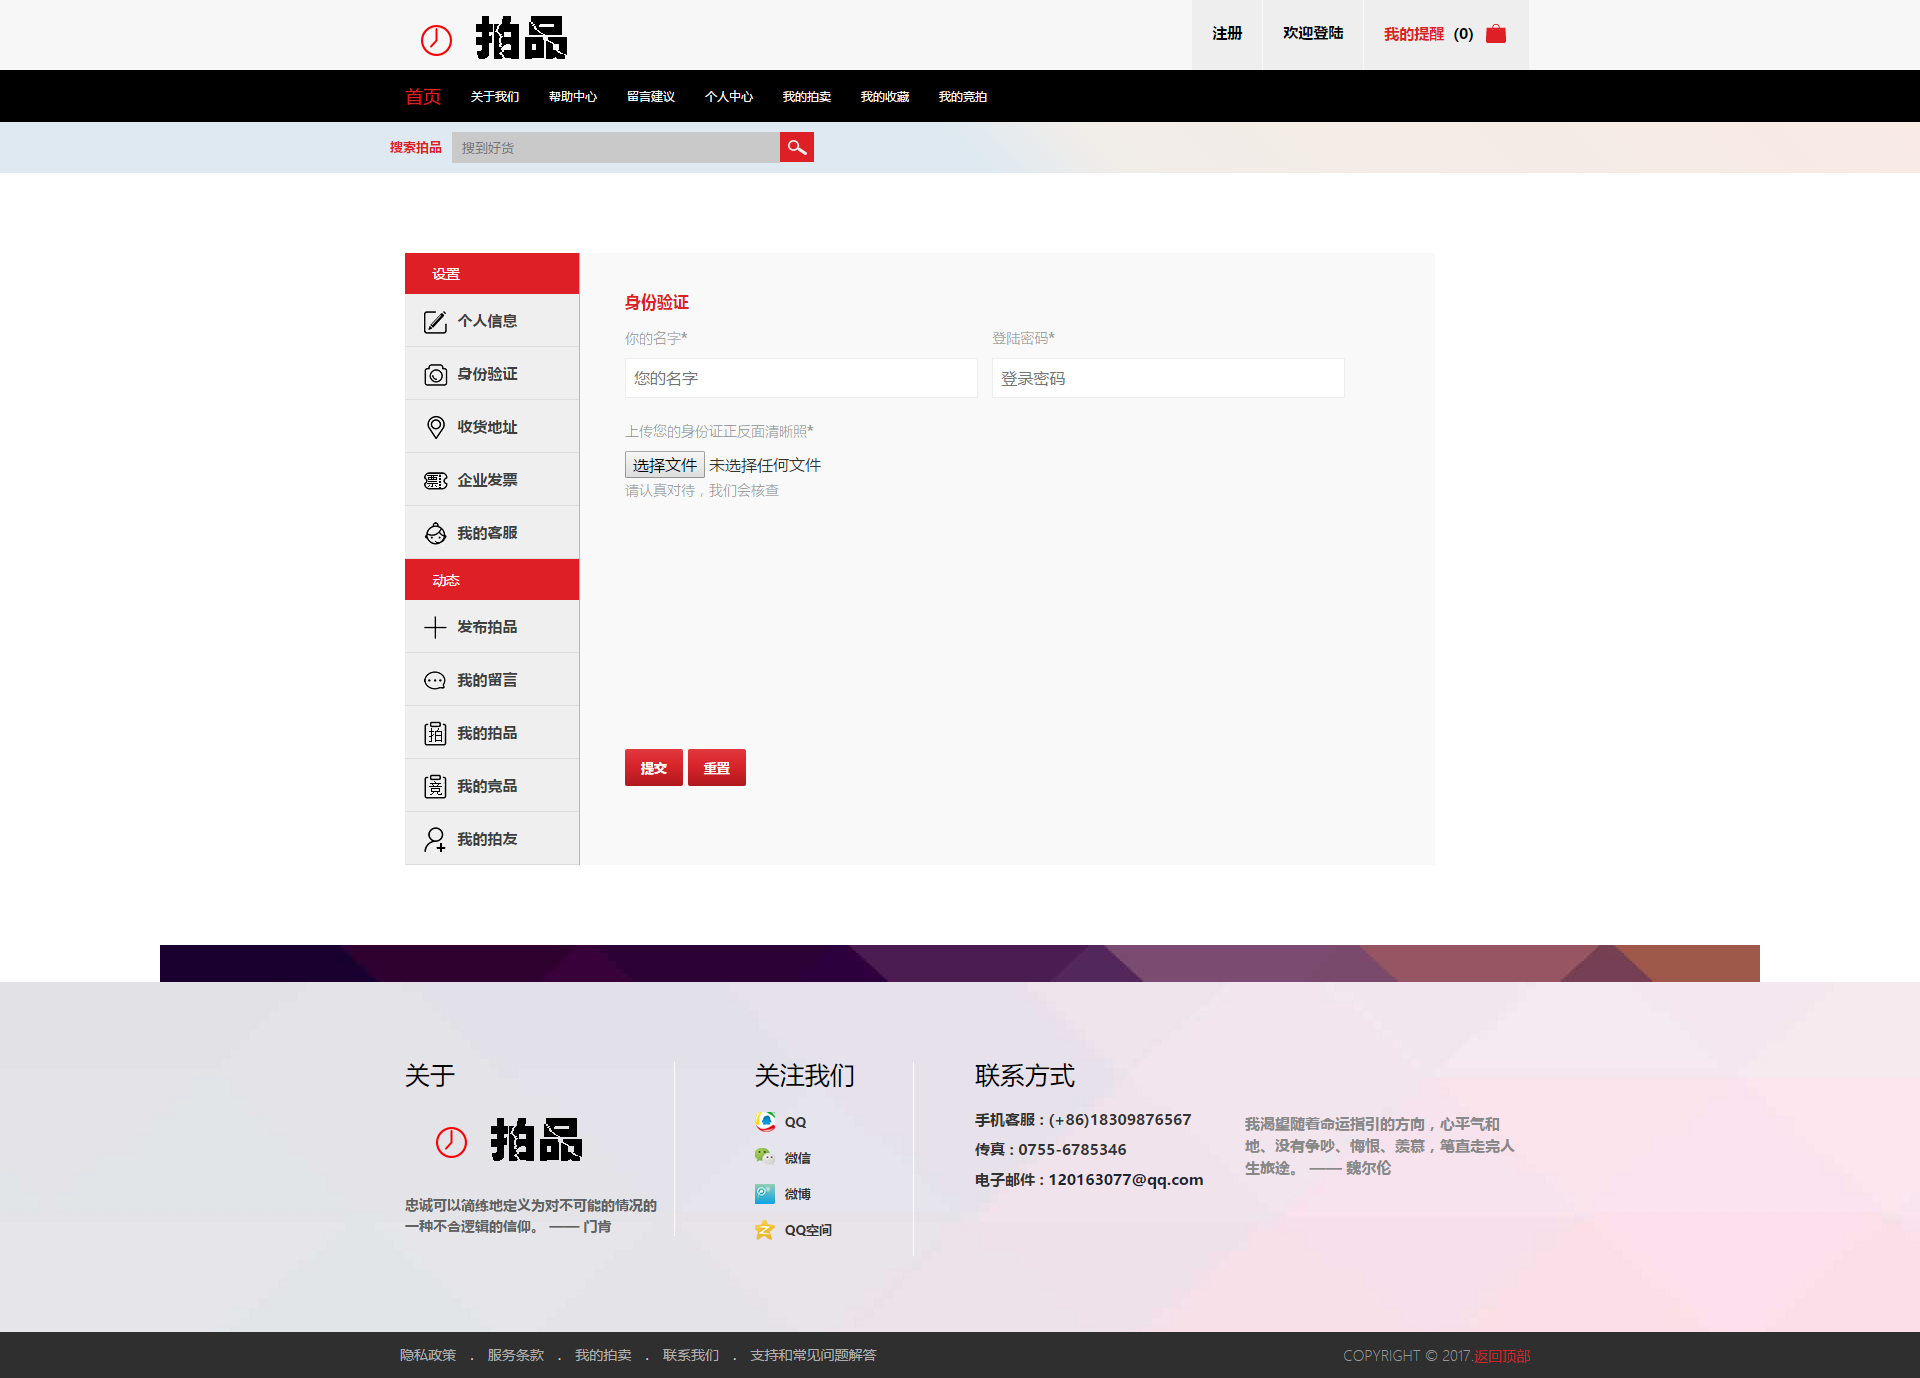 拍品
注册
欢迎登陆
我的提醒 (0)
首页
关于我们
帮助中心
留言建议
个人中心
我的拍卖
我的收藏
我的竞拍
搜索拍品
搜到好货
设置
个人信息
身份验证
收货地址
票
企业发票
我的客服
动态
发布拍品
我的留言
拍
我的拍品
竞
我的竞品
我的拍友
身份验证
你的名字*
登陆密码*
您的名字
登录密码
上传您的身份证正反面清晰照*
选择文件 未选择任何文件
请认真对待，我们会核查
提交
重置
关于
拍品
忠诚可以简练地定义为对不可能的情况的
一种不合逻辑的信仰。 —— 门肯
关注我们
QQ
微信
微博
QQ空间
联系方式
手机客服 : (+86)18309876567
传真 : 0755-6785346
电子邮件 : 120163077@qq.com
我渴望随着命运指引的方向，心平气和
地、没有争吵、悔恨、羡慕，笔直走完人
生旅途。 —— 魏尔伦
隐私政策 . 服务条款 . 我的拍卖 . 联系我们 . 支持和常见问题解答
COPYRIGHT © 2017.返回顶部